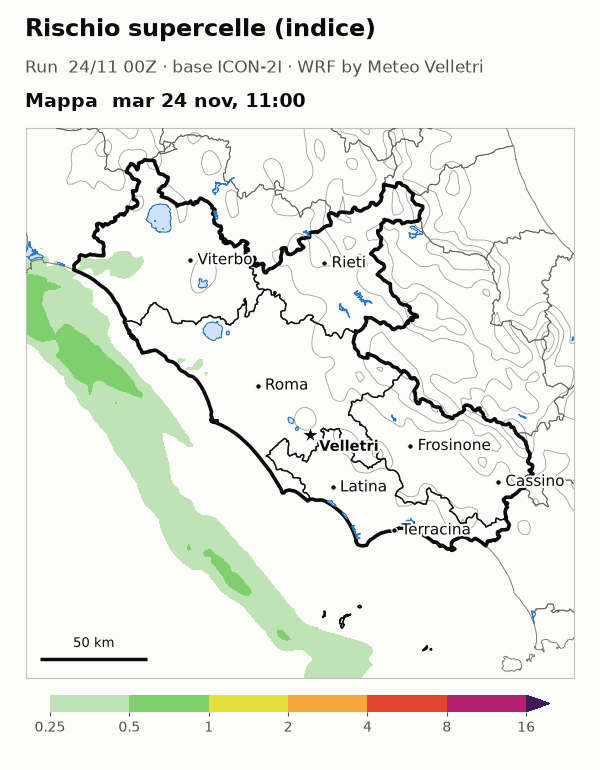 Rischio supercelle (indice)
Run  24/11 00Z · base ICON-2I · WRF by Meteo Velletri
Mappa  mar 24 nov, 11:00
Viterbo
Rieti
Roma
Velletri
Frosinone
Cassino
Latina
Terracina
50 km
0.25 0.5 1 2 4 8 16